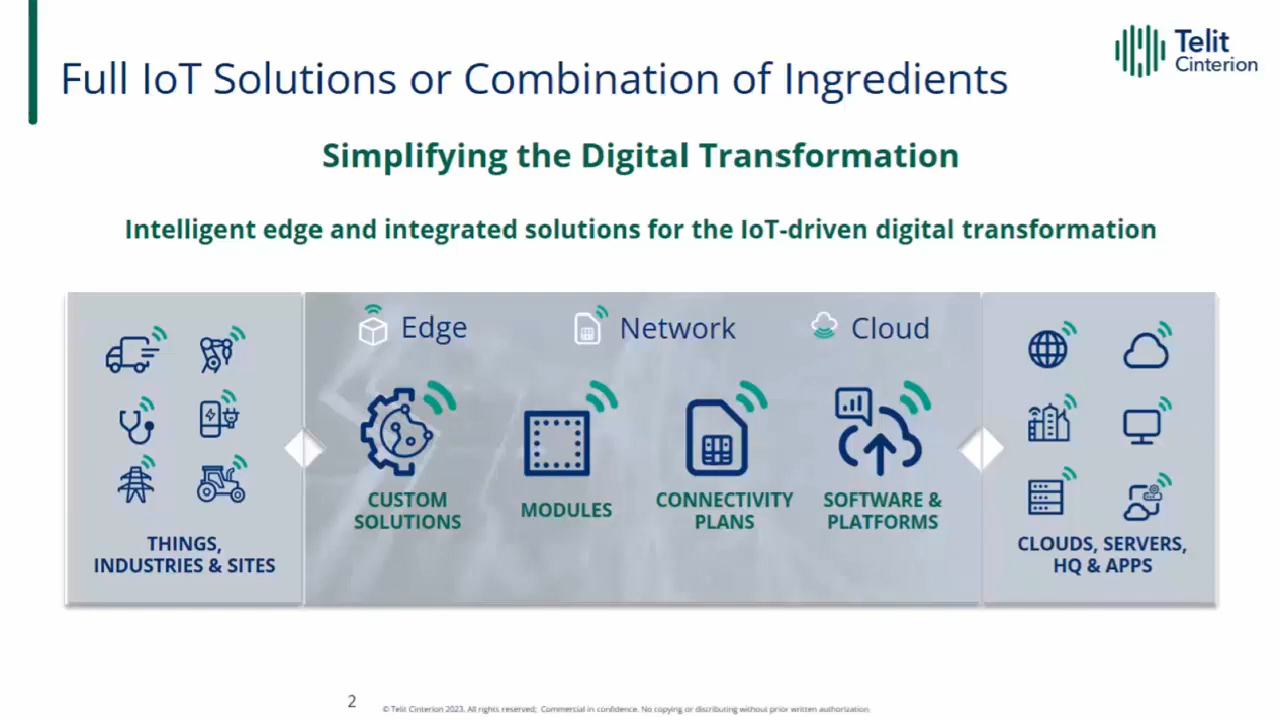 Telit
Cinterion
Full IoT Solutions or Combination of Ingredients
Simplifying the Digital Transformation
Intelligent edge and integrated solutions for the IoT-driven digital transformation
Edge
Network
Cloud
CUSTOM
SOLUTIONS
MODULES
CONNECTIVITY
PLANS
SOFTWARE &
PLATFORMS
THINGS,
INDUSTRIES & SITES
CLOUDS, SERVERS,
HQ & APPS
2
© Telit Cinterion 2023. All rights reserved; Commercial in confidence. No copying or distributing without prior written authorization.